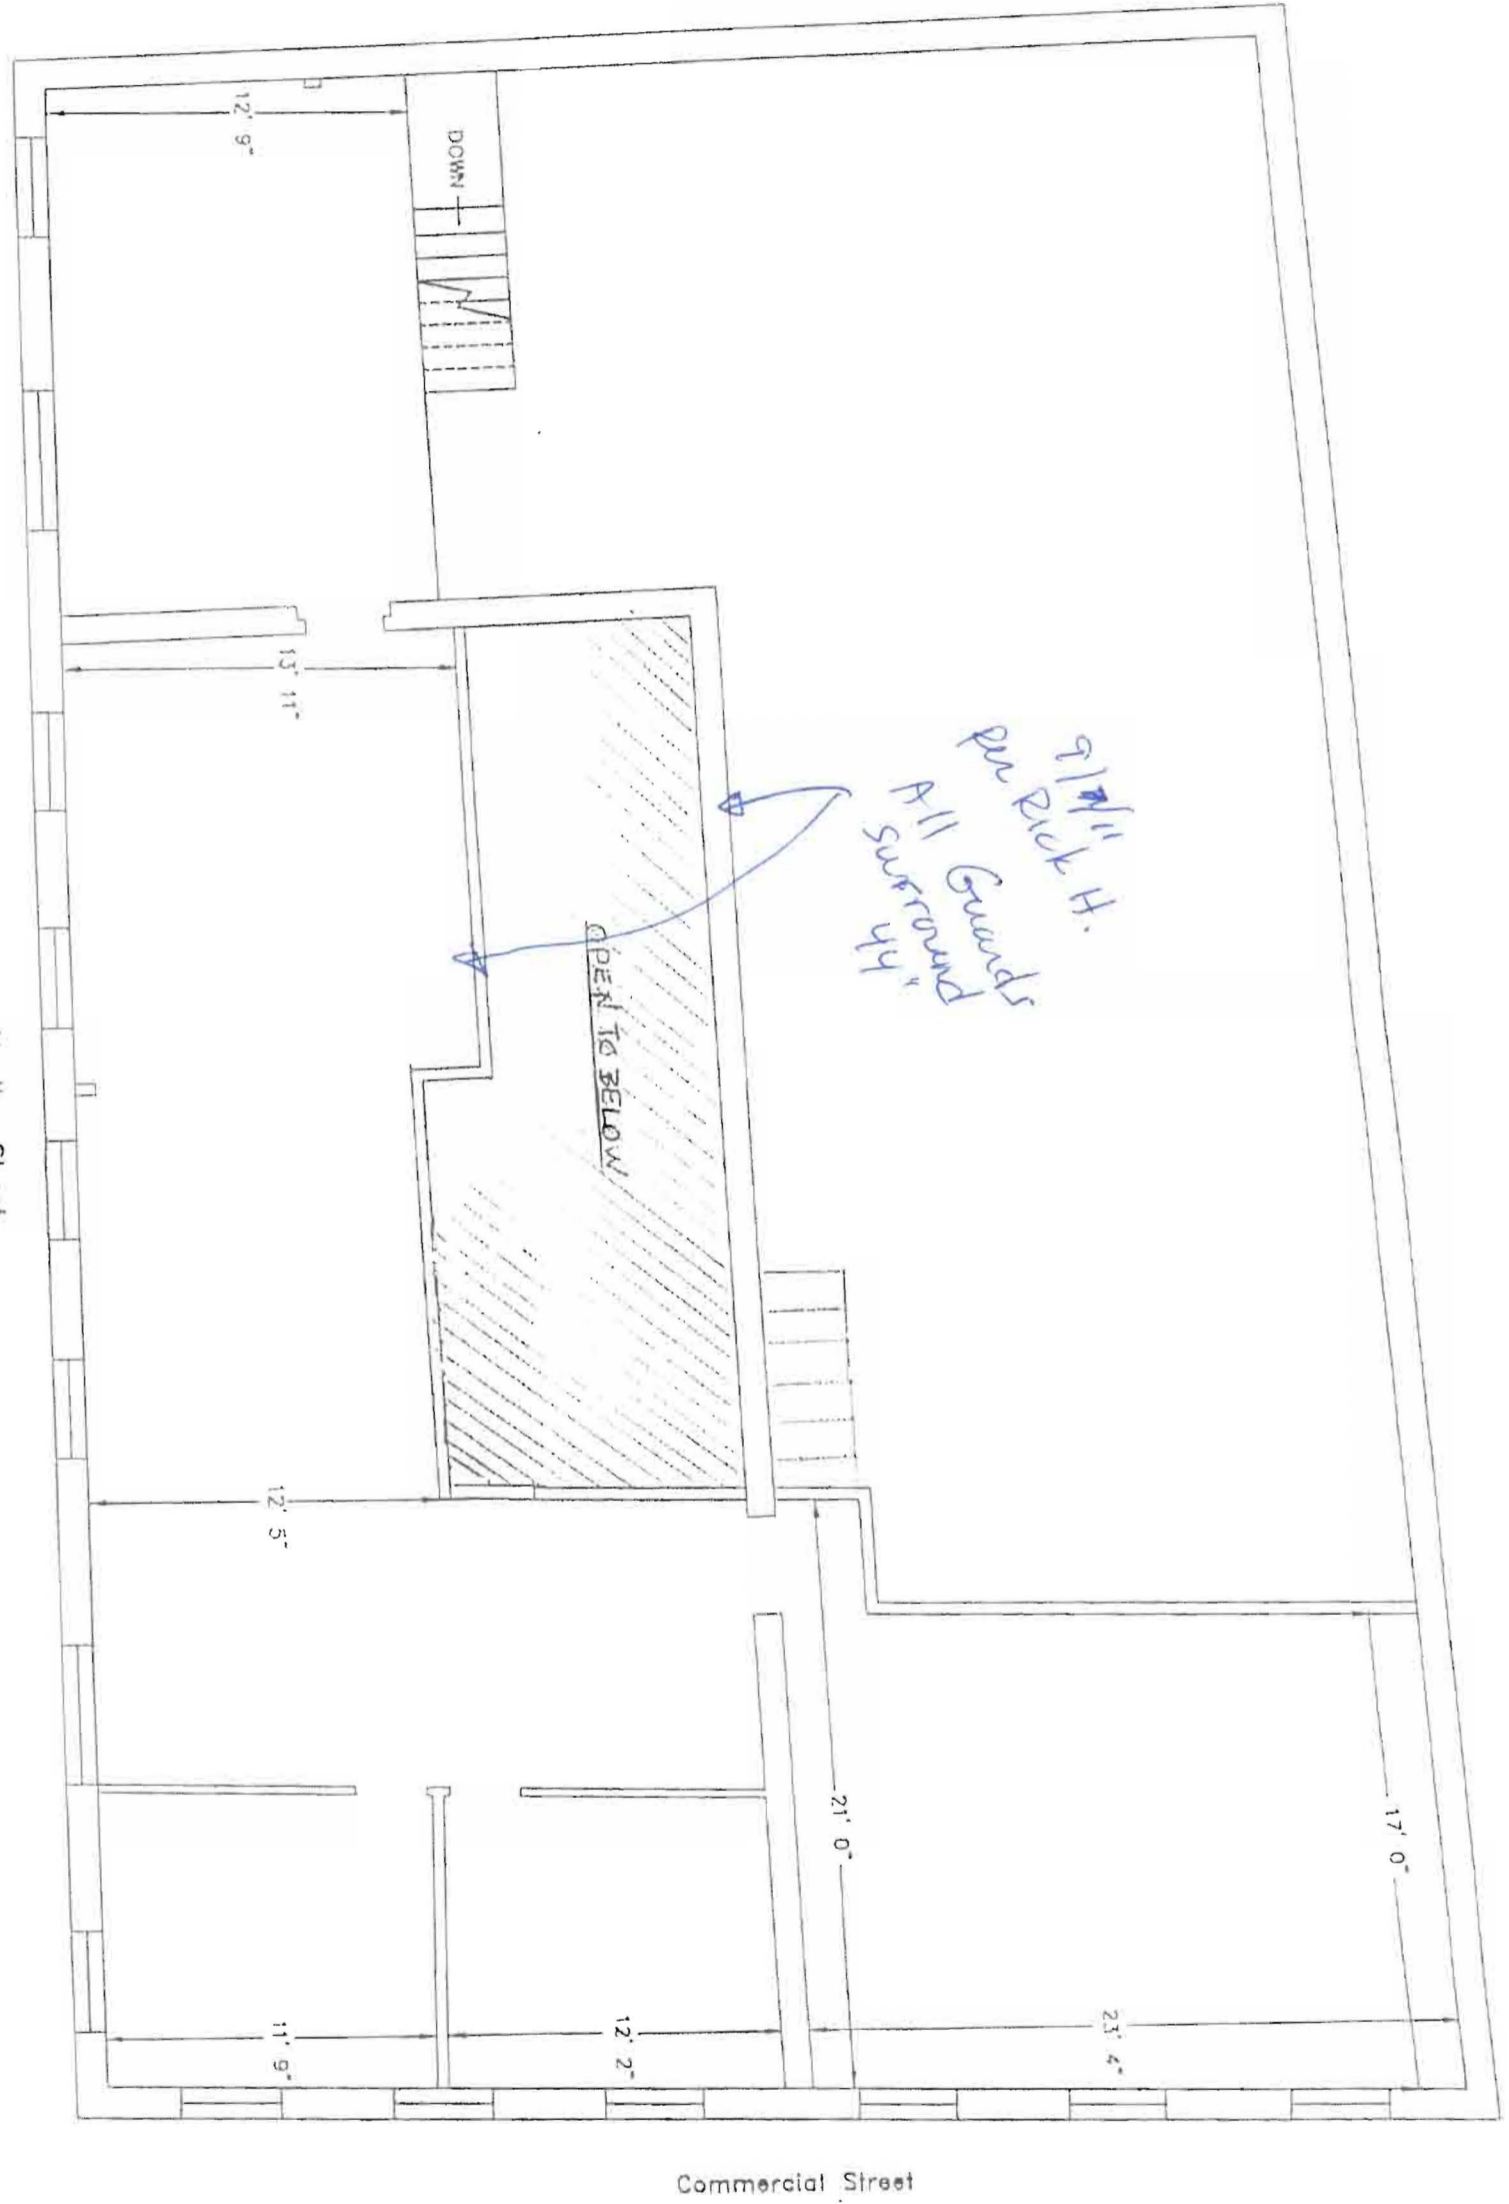 12' 9"
DOWN
13' 11"
9/ /11
per Rick H.
All Guards
Surround
44"
OPEN TO BELOW
12' 5"
21' 0"
17' 0"
11' 9"
12' 2"
23' 4"
Commercial Street